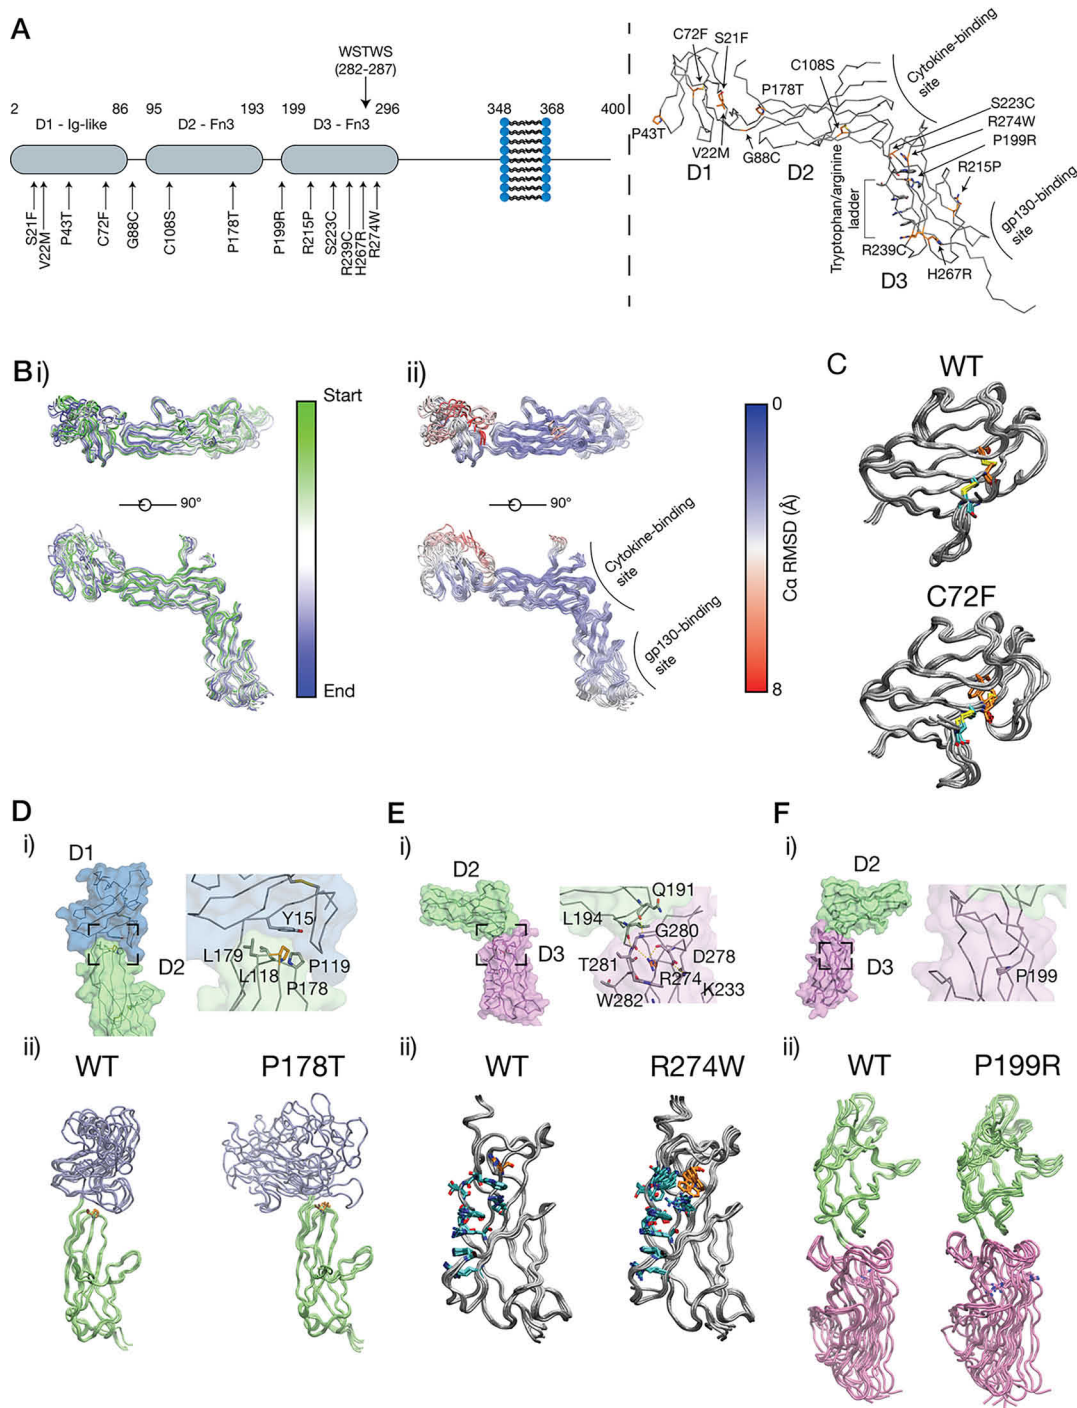 A
WSTWS
(282-287)
2 86 95 193 199 296 348 368 400
D1 - Ig-like D2 - Fn3 D3 - Fn3
S21F
V22M
P43T
C72F
G88C
C108S
P178T
P199R
R215P
S223C
R239C
H267R
R274W
C72F
S21F
C108S
P178T
P43T
V22M
G88C
D1
D2
Cytokine-binding
site
S223C
R274W
P199R
R215P
Tryptophan/arginine
ladder
gp130-binding
site
R239C
H267R
D3
B
i)
Start
End
90°
ii)
90°
Cytokine-binding
site
gp130-binding
site
0
Cα RMSD (Å)
8
C
WT
C72F
D
i)
D1
D2
Y15
L179
L118
P119
P178
ii)
WT
P178T
E
i)
D2
D3
Q191
L194
G280
D278
T281
R274
W282
K233
ii)
WT
R274W
F
i)
D2
D3
P199
ii)
WT
P199R